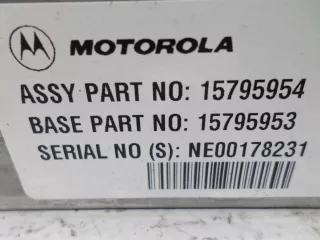 MOTOROLA
ASSY PART NO: 15795954
BASE PART NO: 15795953
SERIAL NO (S): NE00178231